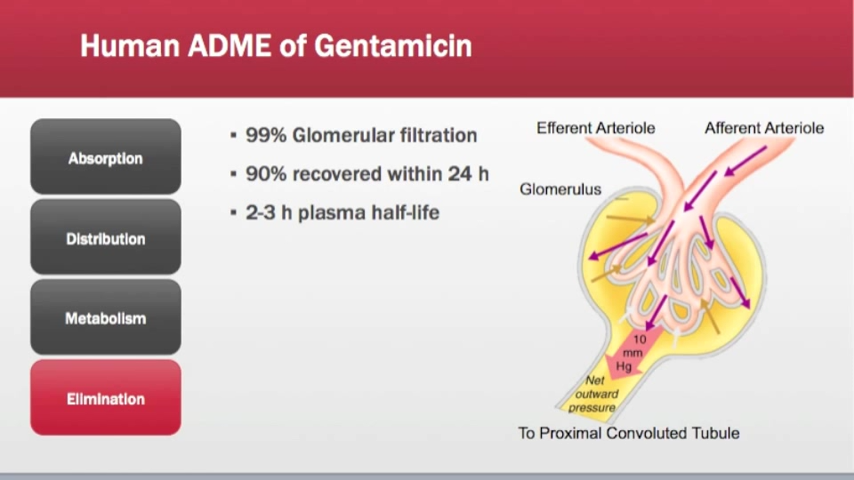 Human ADME of Gentamicin
Absorption
Distribution
Metabolism
Elimination
▪ 99% Glomerular filtration
▪ 90% recovered within 24 h
▪ 2-3 h plasma half-life
Efferent Arteriole
Afferent Arteriole
Glomerulus
10
mm
Hg
Net
outward
pressure
To Proximal Convoluted Tubule